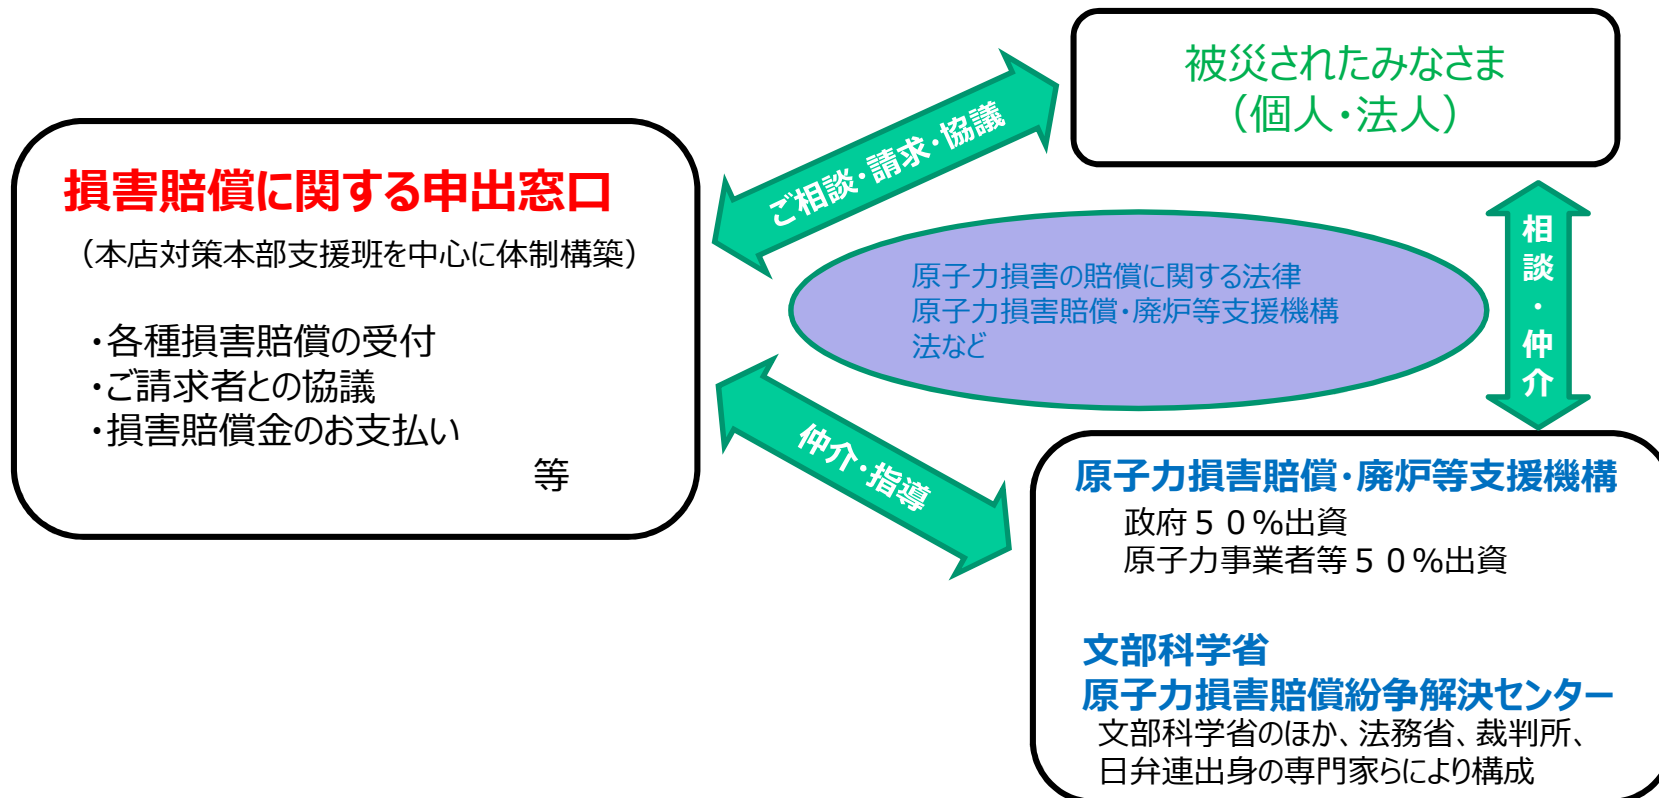 被災されたみなさま
（個人・法人）
ご相談・請求・協議
損害賠償に関する申出窓口
（本店対策本部支援班を中心に体制構築）
・各種損害賠償の受付
・ご請求者との協議
・損害賠償金のお支払い
等
原子力損害の賠償に関する法律
原子力損害賠償・廃炉等支援機構
法など
相談・仲介
仲介・指導
原子力損害賠償・廃炉等支援機構
政府５０％出資
原子力事業者等５０％出資
文部科学省
原子力損害賠償紛争解決センター
文部科学省のほか、法務省、裁判所、
日弁連出身の専門家らにより構成